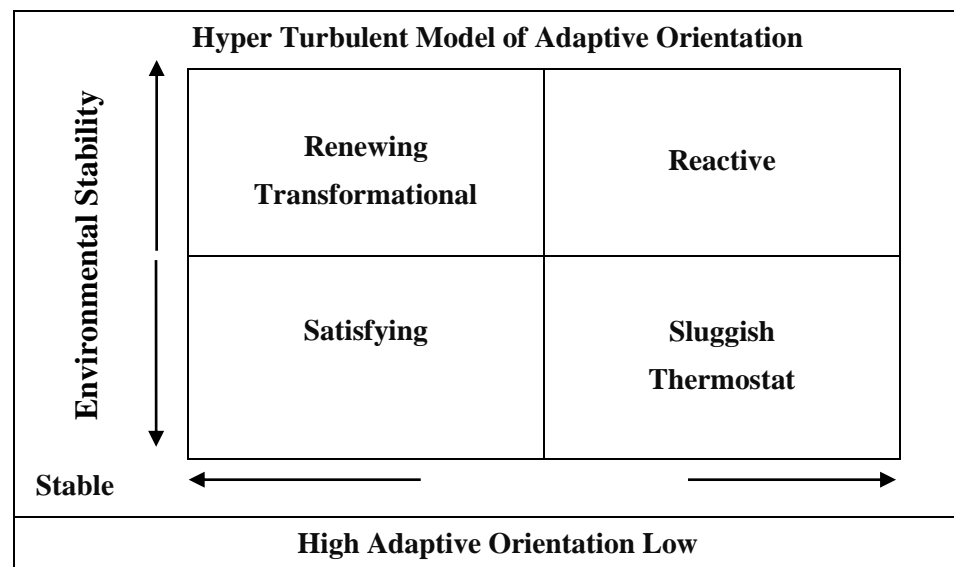 Hyper Turbulent Model of Adaptive Orientation
Environmental Stability
Renewing
Transformational
Reactive
Satisfying
Sluggish
Thermostat
Stable
High Adaptive Orientation Low